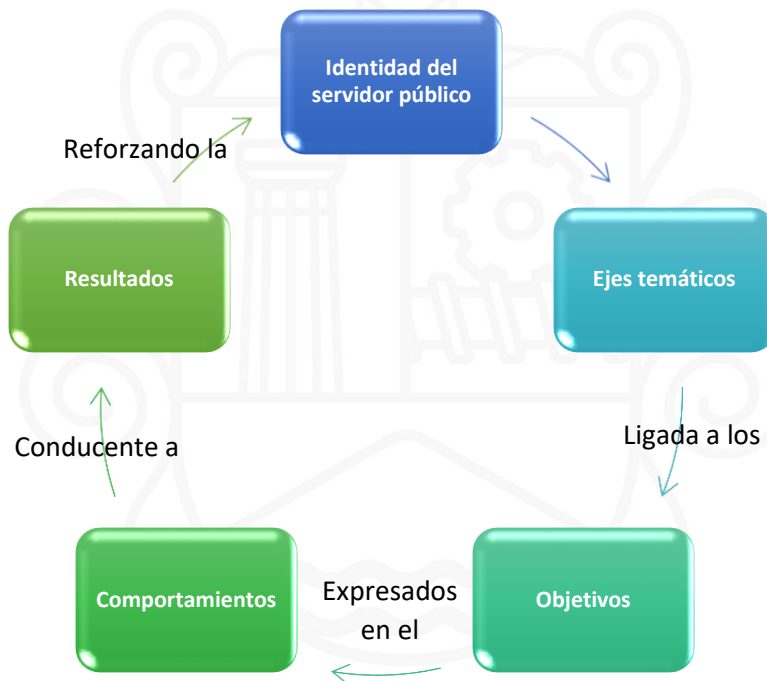 Identidad del
servidor público
Reforzando la
Resultados
Ejes temáticos
Conducente a
Ligada a los
Comportamientos
Expresados
en el
Objetivos